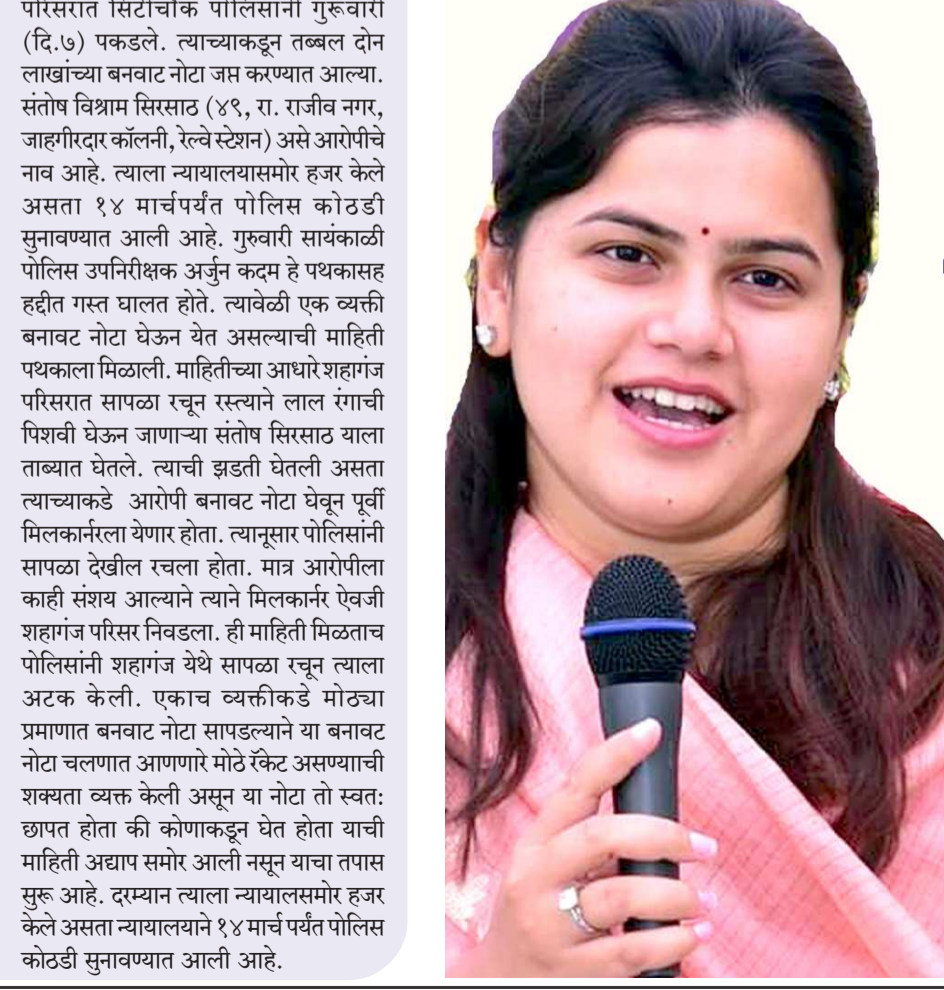 परिसरात सिटीचौक पोलिसांनी गुरूवारी
(दि.७) पकडले. त्याच्याकडून तब्बल दोन
लाखांच्या बनवाट नोटा जप्त करण्यात आल्या.
संतोष विश्राम सिरसाठ (४९, रा. राजीव नगर,
जाहगीरदार कॉलनी, रेल्वे स्टेशन) असे आरोपीचे
नाव आहे. त्याला न्यायालयासमोर हजर केले
असता १४ मार्चपर्यंत पोलिस कोठडी
सुनावण्यात आली आहे. गुरुवारी सायंकाळी
पोलिस उपनिरीक्षक अर्जुन कदम हे पथकासह
हद्दीत गस्त घालत होते. त्यावेळी एक व्यक्ती
बनावट नोटा घेऊन येत असल्याची माहिती
पथकाला मिळाली. माहितीच्या आधारे शहागंज
परिसरात सापळा रचून रस्त्याने लाल रंगाची
पिशवी घेऊन जाणाऱ्या संतोष सिरसाठ याला
ताब्यात घेतले. त्याची झडती घेतली असता
त्याच्याकडे आरोपी बनावट नोटा घेवून पूर्वी
मिलकार्नरला येणार होता. त्यानूसार पोलिसांनी
सापळा देखील रचला होता. मात्र आरोपीला
काही संशय आल्याने त्याने मिलकार्नर ऐवजी
शहागंज परिसर निवडला. ही माहिती मिळताच
पोलिसांनी शहागंज येथे सापळा रचून त्याला
अटक केली. एकाच व्यक्तीकडे मोठ्या
प्रमाणात बनवाट नोटा सापडल्याने या बनावट
नोटा चलणात आणणारे मोठे रॅकेट असण्यााची
शक्यता व्यक्त केली असून या नोटा तो स्वत:
छापत होता की कोणाकडून घेत होता याची
माहिती अद्याप समोर आली नसून याचा तपास
सुरू आहे. दरम्यान त्याला न्यायालसमोर हजर
केले असता न्यायालयाने १४ मार्च पर्यंत पोलिस
कोठडी सुनावण्यात आली आहे.